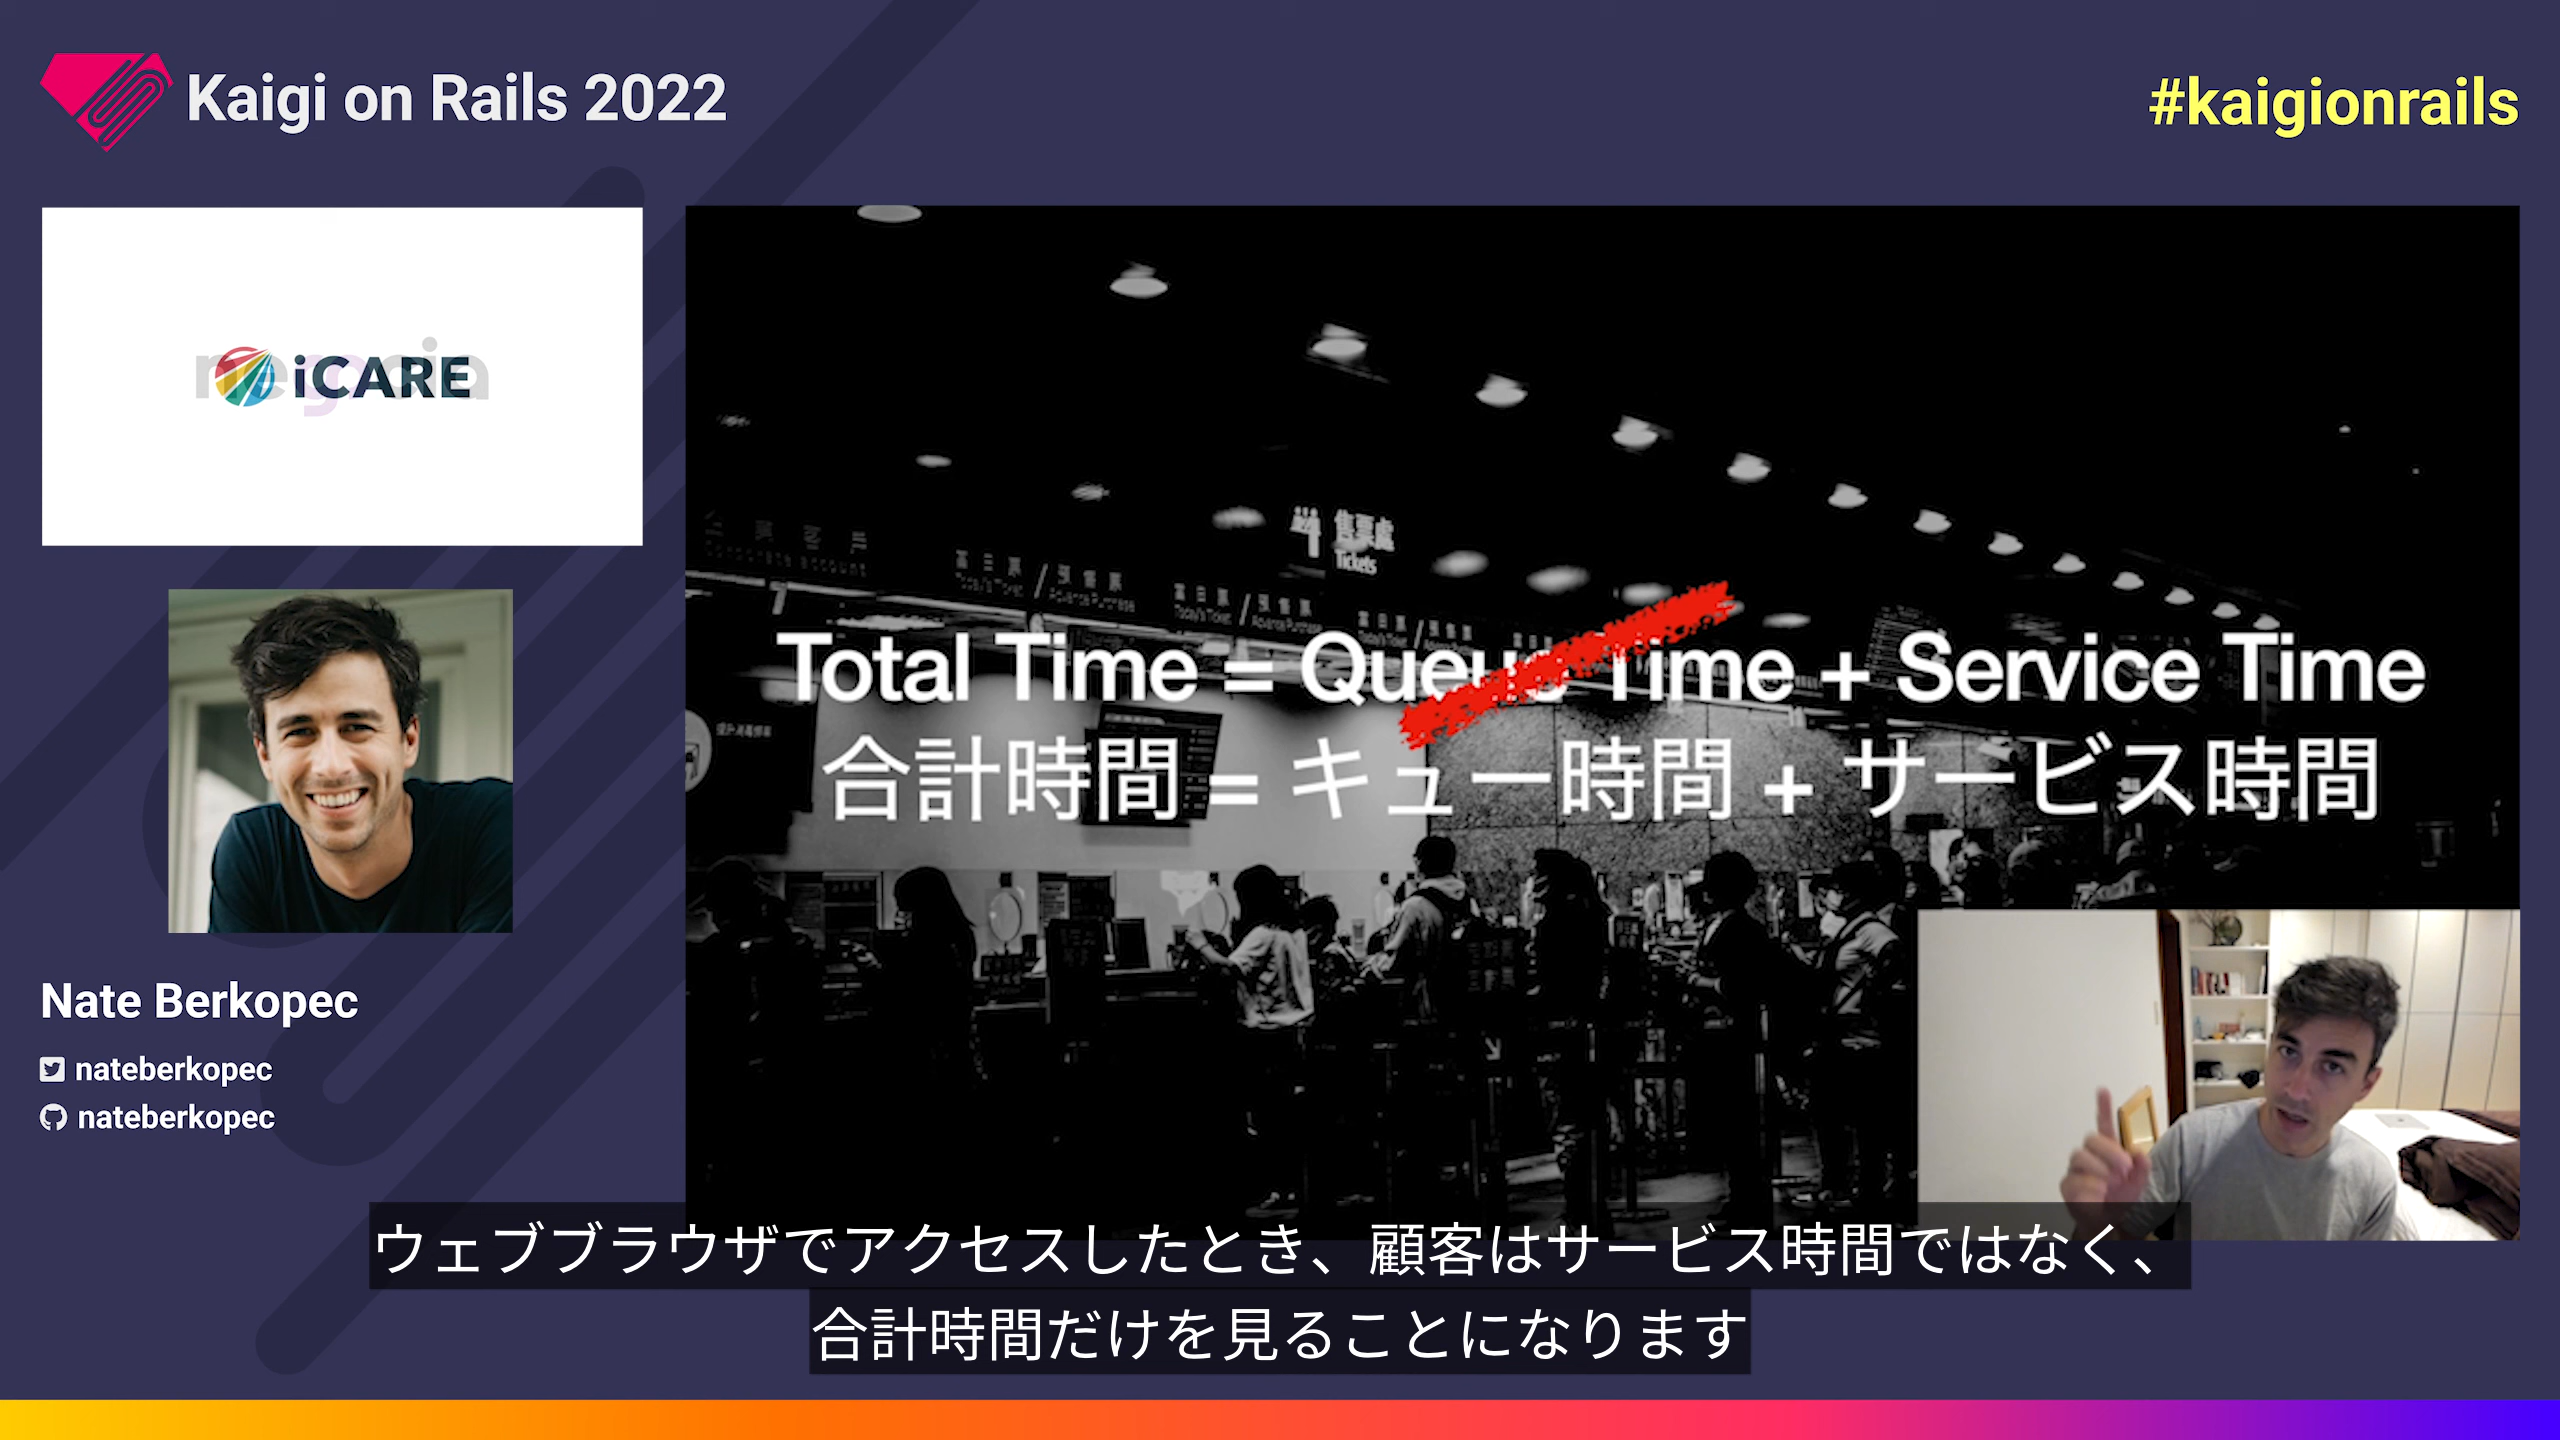 Kaigi on Rails 2022
#kaigionrails
iCARE
售票處
Tickets
Total Time = Queue Time + Service Time
合計時間 = キュー時間 + サービス時間
Nate Berkopec
nateberkopec
nateberkopec
ウェブブラウザでアクセスしたとき、顧客はサービス時間ではなく、
合計時間だけを見ることになります